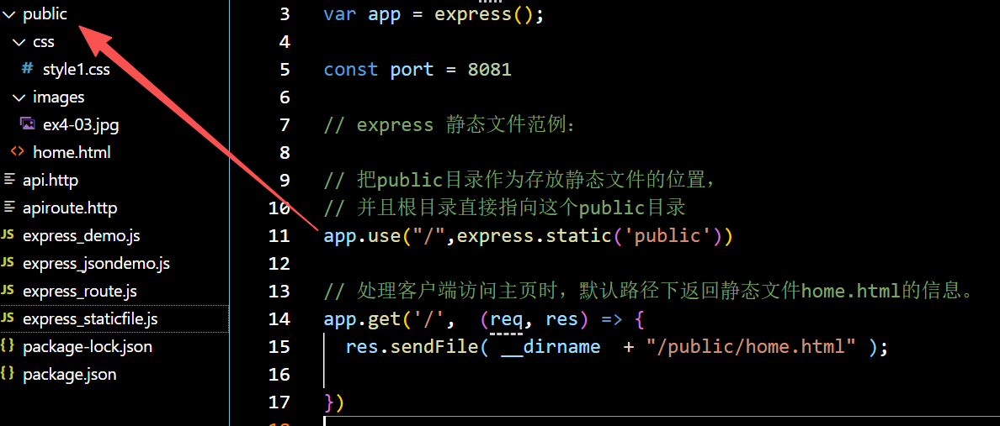 public
css
# style1.css
images
ex4-03.jpg
<> home.html
api.http
apiroute.http
JS express_demo.js
JS express_jsondemo.js
JS express_route.js
JS express_staticfile.js
{} package-lock.json
{} package.json
3 var app = express();
4
5 const port = 8081
6
7 // express 静态文件范例：
8
9 // 把public目录作为存放静态文件的位置，
10 // 并且根目录直接指向这个public目录
11 app.use("/",express.static('public'))
12
13 // 处理客户端访问主页时，默认路径下返回静态文件home.html的信息。
14 app.get('/', (req, res) => {
15 res.sendFile( __dirname + "/public/home.html" );
16
17 })